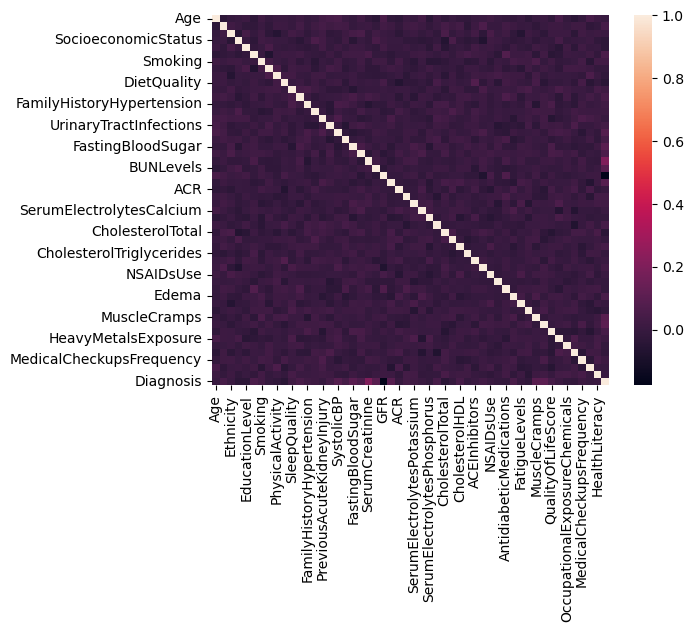 Age
SocioeconomicStatus
Smoking
DietQuality
FamilyHistoryHypertension
UrinaryTractInfections
FastingBloodSugar
BUNLevels
ACR
SerumElectrolytesCalcium
CholesterolTotal
CholesterolTriglycerides
NSAIDsUse
Edema
MuscleCramps
HeavyMetalsExposure
MedicalCheckupsFrequency
Diagnosis
1.0
0.8
0.6
0.4
0.2
0.0
Age
Ethnicity
EducationLevel
Smoking
PhysicalActivity
SleepQuality
FamilyHistoryHypertension
PreviousAcuteKidneyInjury
SystolicBP
FastingBloodSugar
SerumCreatinine
GFR
ACR
SerumElectrolytesPotassium
SerumElectrolytesPhosphorus
CholesterolTotal
CholesterolHDL
ACEInhibitors
NSAIDsUse
AntidiabeticMedications
FatigueLevels
MuscleCramps
QualityOfLifeScore
OccupationalExposureChemicals
MedicalCheckupsFrequency
HealthLiteracy